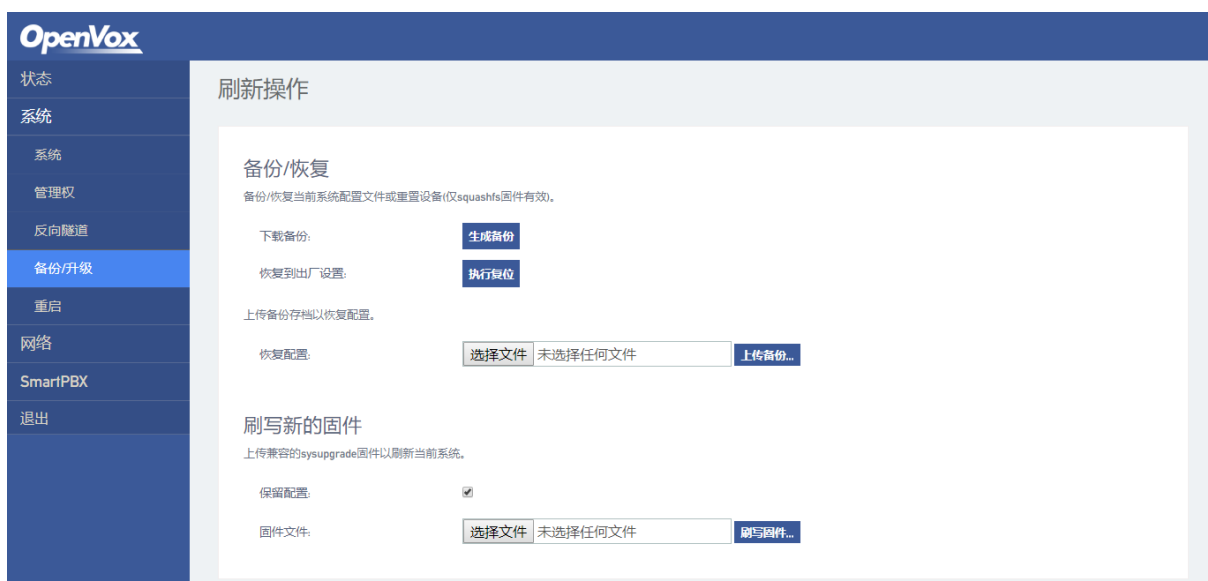 OpenVox
状态
系统
系统
管理权
反向隧道
备份/升级
重启
网络
SmartPBX
退出
刷新操作
备份/恢复
备份/恢复当前系统配置文件或重置设备(仅squashfs固件有效)。
下载备份: 生成备份
恢复到出厂设置: 执行复位
上传备份存档以恢复配置。
恢复配置: 选择文件 未选择任何文件 上传备份...
刷写新的固件
上传兼容的sysupgrade固件以刷新当前系统。
保留配置:
固件文件: 选择文件 未选择任何文件 刷写固件...